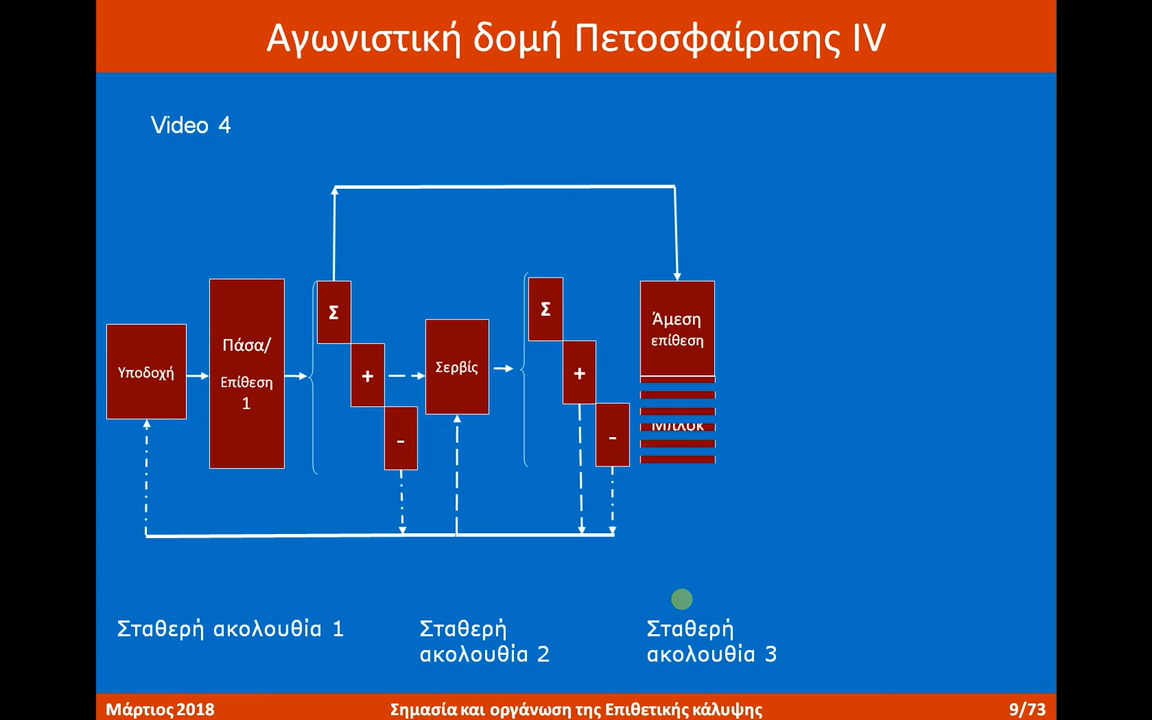 Αγωνιστική δομή Πετοσφαίρισης IV
Video 4
Υποδοχή
Πάσα/
Επίθεση
1
Σ
+
-
Σερβίς
Σ
+
-
Άμεση
επίθεση
Μπλοκ
Σταθερή ακολουθία 1
Σταθερή
ακολουθία 2
Σταθερή
ακολουθία 3
Μάρτιος 2018
Σημασία και οργάνωση της Επιθετικής κάλυψης
9/73